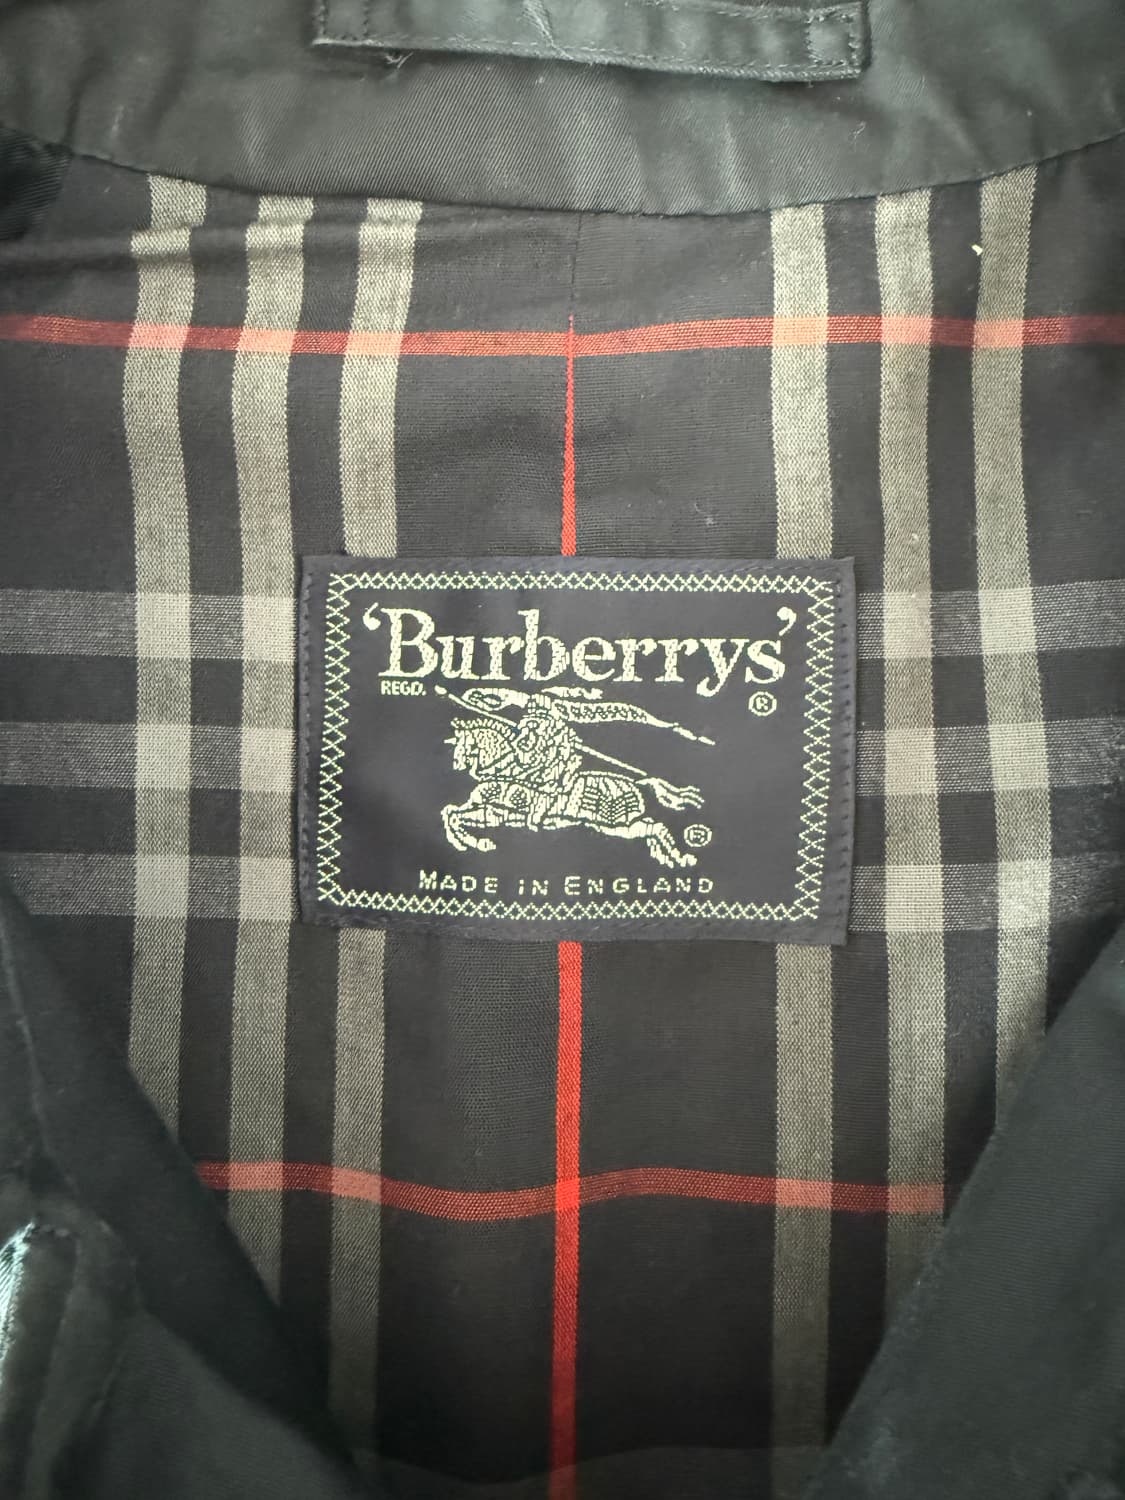 ‘Burberrys’
REGD. ®
®
MADE IN ENGLAND